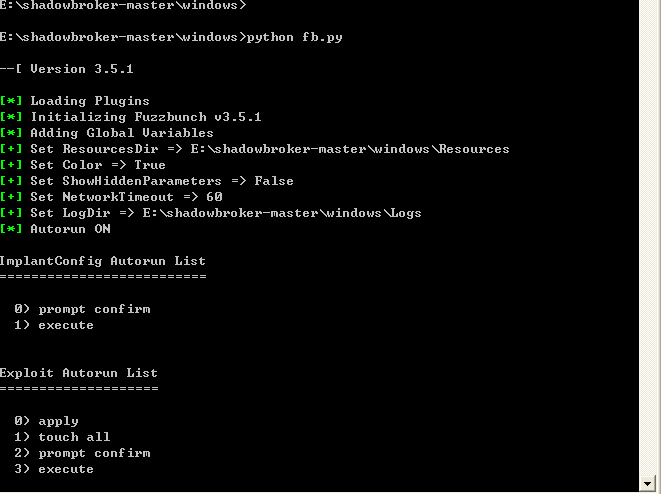 E:\shadowbroker-master\windows>
E:\shadowbroker-master\windows>python fb.py
--[ Version 3.5.1
[*] Loading Plugins
[*] Initializing Fuzzbunch v3.5.1
[*] Adding Global Variables
[+] Set ResourcesDir => E:\shadowbroker-master\windows\Resources
[+] Set Color => True
[+] Set ShowHiddenParameters => False
[+] Set NetworkTimeout => 60
[+] Set LogDir => E:\shadowbroker-master\windows\Logs
[*] Autorun ON
ImplantConfig Autorun List
==========================
0) prompt confirm
1) execute
Exploit Autorun List
====================
0) apply
1) touch all
2) prompt confirm
3) execute